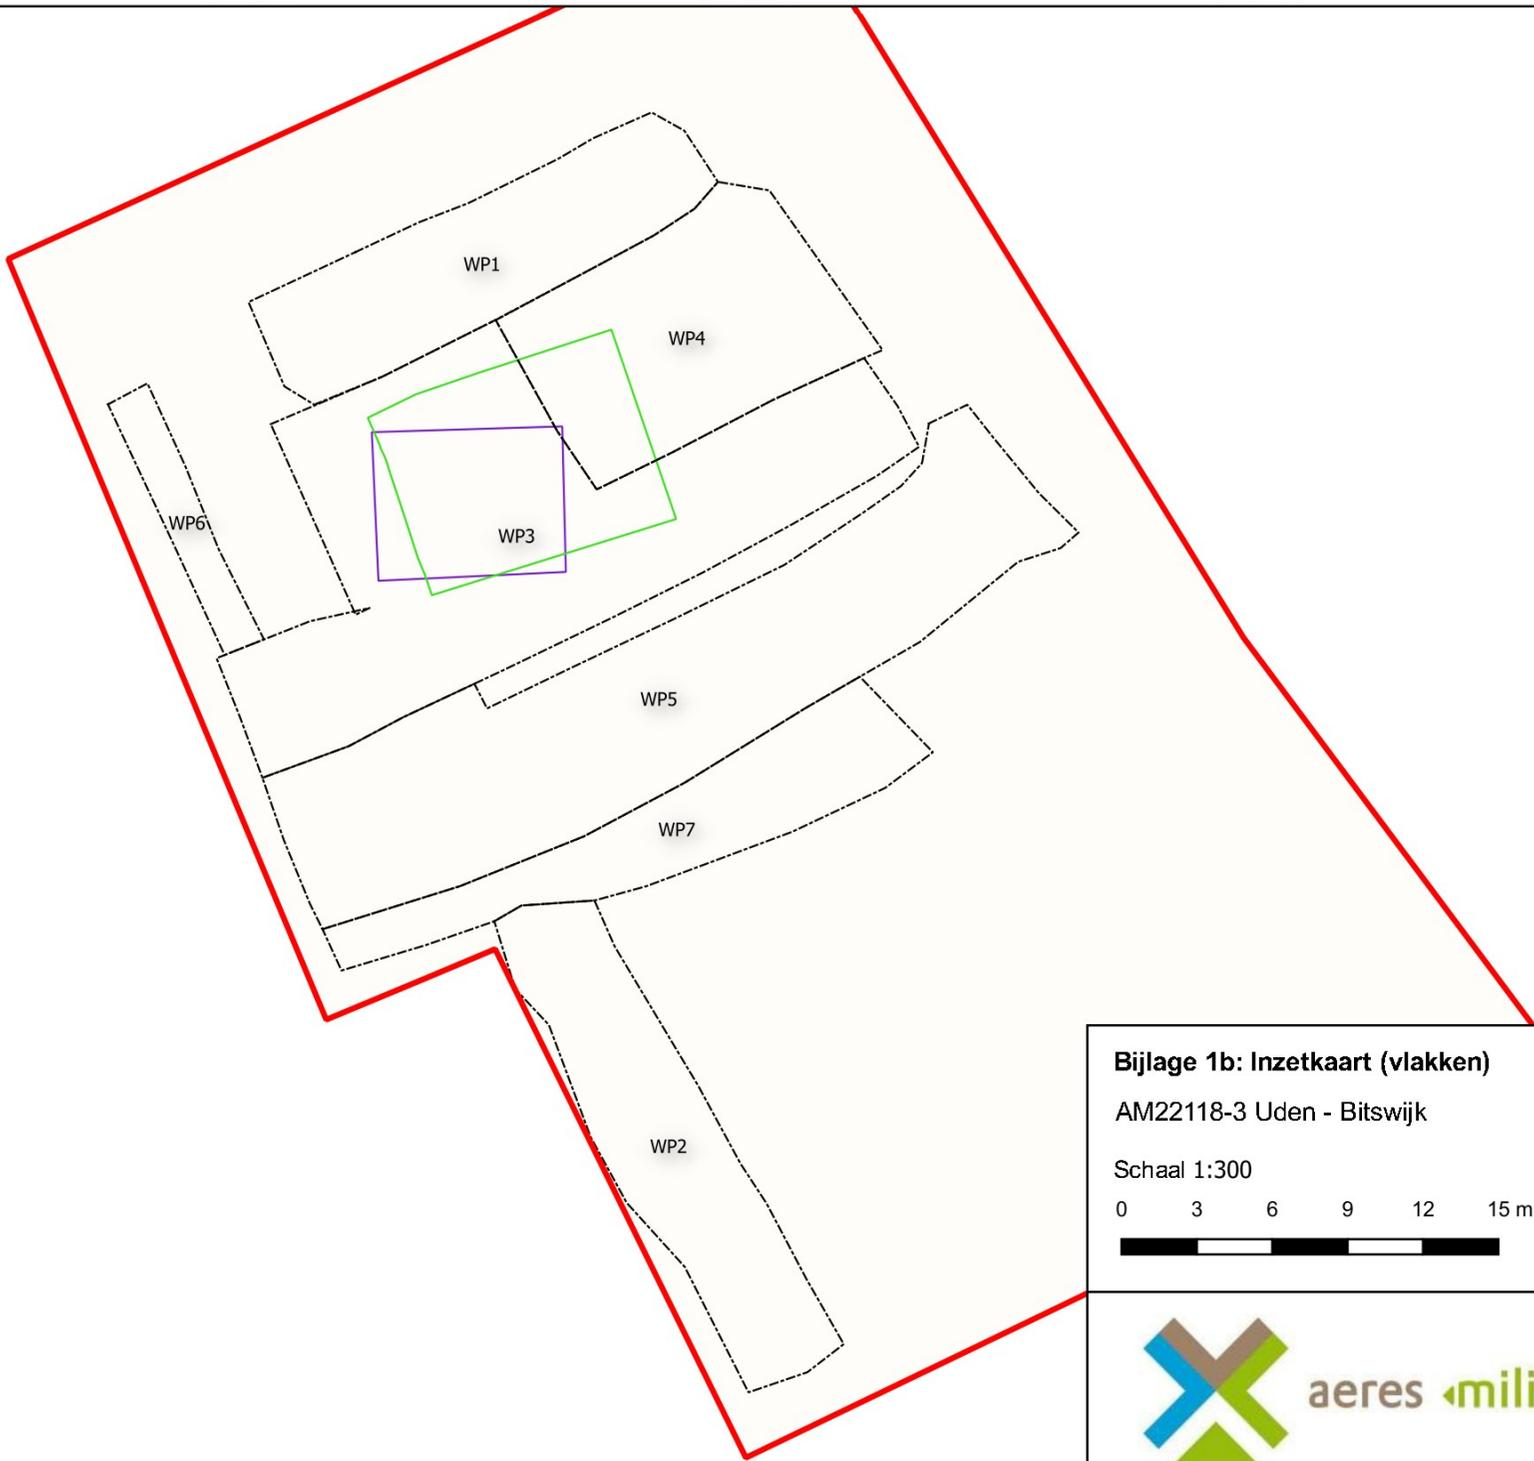 WP1
WP4
WP6
WP3
WP5
WP7
WP2
Bijlage 1b: Inzetkaart (vlakken)
AM22118-3 Uden - Bitswijk
Schaal 1:300
0 3 6 9 12 15 m
aeres mili